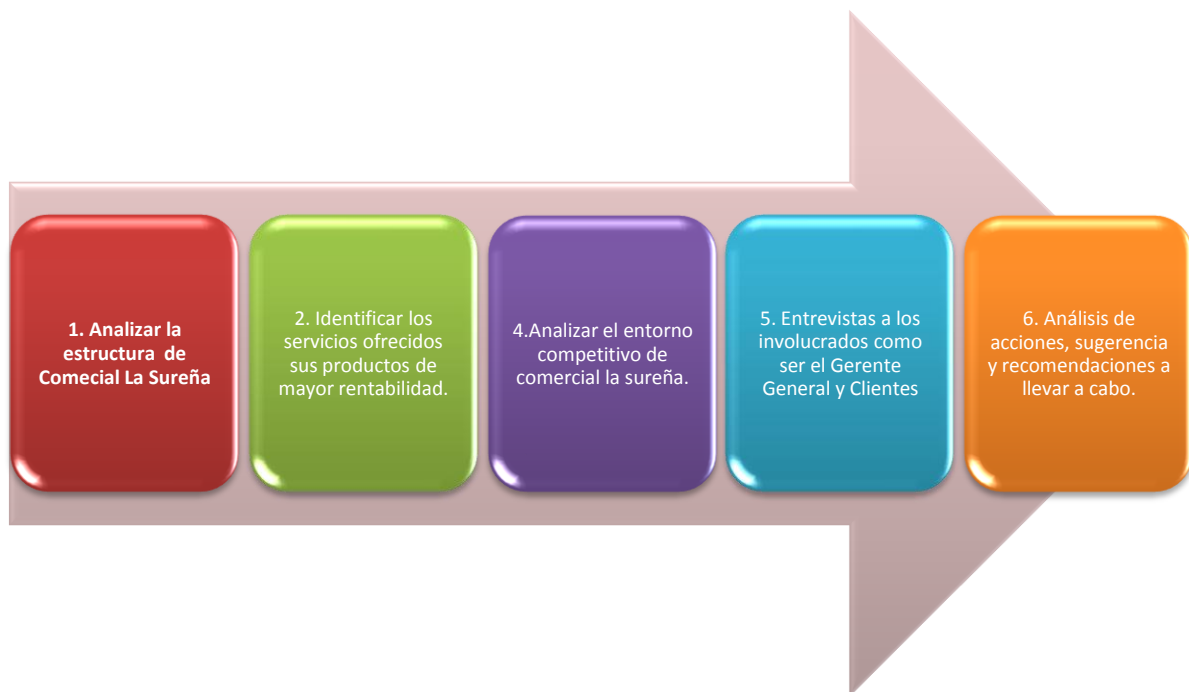 1. Analizar la
estructura de
Comecial La Sureña
2. Identificar los
servicios ofrecidos
sus productos de
mayor rentabilidad.
4.Analizar el entorno
competitivo de
comercial la sureña.
5. Entrevistas a los
involucrados como
ser el Gerente
General y Clientes
6. Análisis de
acciones, sugerencia
y recomendaciones a
llevar a cabo.